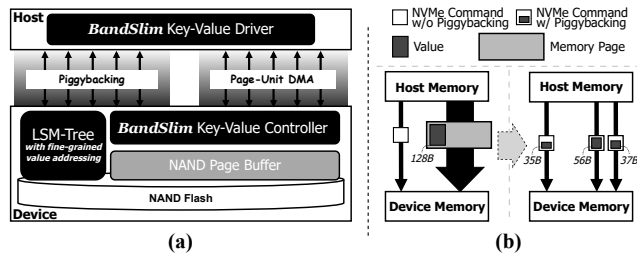 Host
BandSlim Key-Value Driver
Piggybacking
Page-Unit DMA
LSM-Tree
with fine-grained
value addressing
BandSlim Key-Value Controller
NAND Page Buffer
NAND Flash
Device
(a)
NVMe Command
w/o Piggybacking
NVMe Command
w/ Piggybacking
Value
Memory Page
Host Memory
128B
Device Memory
Host Memory
35B
56B
37B
Device Memory
(b)